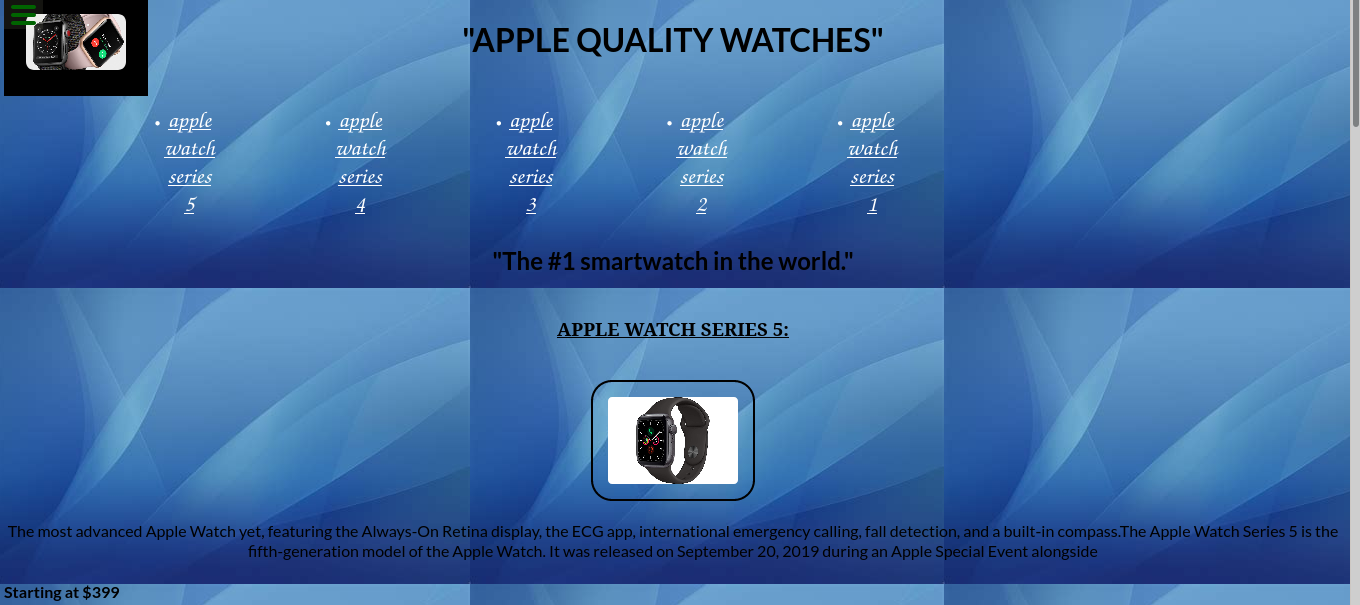 "APPLE QUALITY WATCHES"
apple watch series 5
apple watch series 4
apple watch series 3
apple watch series 2
apple watch series 1
"The #1 smartwatch in the world."
APPLE WATCH SERIES 5:
The most advanced Apple Watch yet, featuring the Always-On Retina display, the ECG app, international emergency calling, fall detection, and a built-in compass.The Apple Watch Series 5 is the
fifth-generation model of the Apple Watch. It was released on September 20, 2019 during an Apple Special Event alongside
Starting at $399